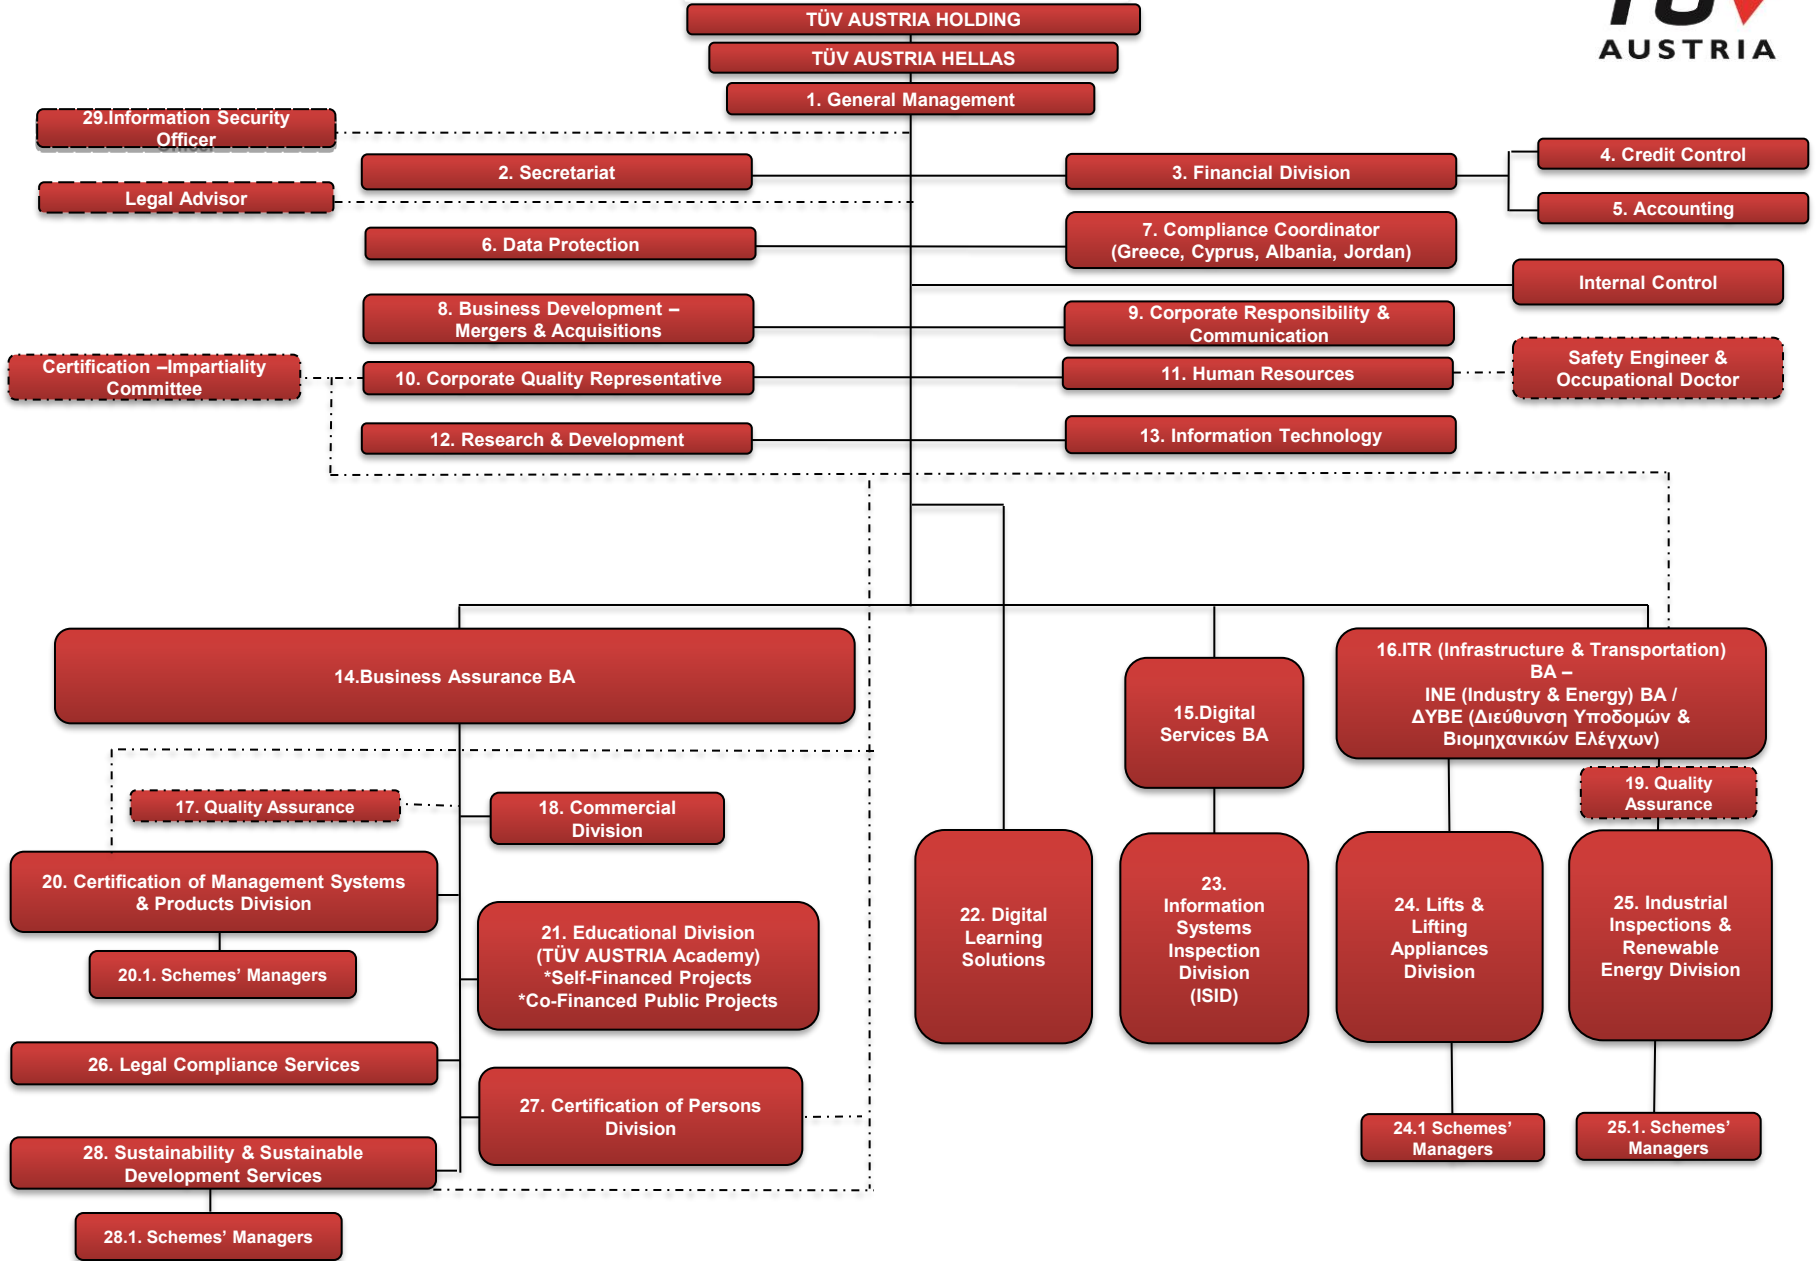 TÜV AUSTRIA HOLDING
TÜV
AUSTRIA
TÜV AUSTRIA HELLAS
1. General Management
29.Information Security
Officer
2. Secretariat
3. Financial Division
4. Credit Control
Legal Advisor
5. Accounting
6. Data Protection
7. Compliance Coordinator
(Greece, Cyprus, Albania, Jordan)
Internal Control
8. Business Development –
Mergers & Acquisitions
9. Corporate Responsibility &
Communication
Certification –Impartiality
Committee
10. Corporate Quality Representative
11. Human Resources
Safety Engineer &
Occupational Doctor
12. Research & Development
13. Information Technology
14.Business Assurance BA
15.Digital
Services BA
16.ITR (Infrastructure & Transportation)
BA –
INE (Industry & Energy) BA /
ΔΥΒΕ (Διεύθυνση Υποδομών &
Βιομηχανικών Ελέγχων)
17. Quality Assurance
18. Commercial
Division
19. Quality
Assurance
20. Certification of Management Systems
& Products Division
20.1. Schemes’ Managers
21. Educational Division
(TÜV AUSTRIA Academy)
*Self-Financed Projects
*Co-Financed Public Projects
22. Digital
Learning
Solutions
23.
Information
Systems
Inspection
Division
(ISID)
24. Lifts &
Lifting
Appliances
Division
25. Industrial
Inspections &
Renewable
Energy Division
26. Legal Compliance Services
27. Certification of Persons
Division
24.1 Schemes’
Managers
25.1. Schemes’
Managers
28. Sustainability & Sustainable
Development Services
28.1. Schemes’ Managers